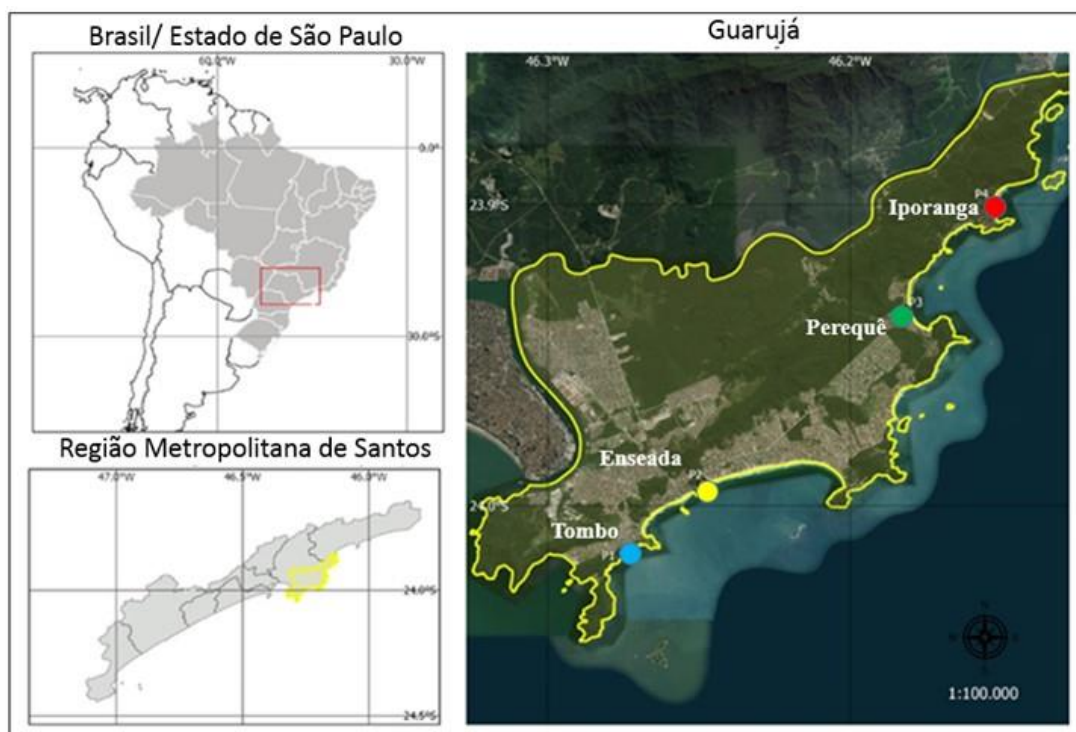 Brasil/ Estado de São Paulo
60.0°W
30.0°W
0.0°
30.0°S
Região Metropolitana de Santos
47.0°W
46.5°W
46.0°W
24.0°S
24.5°S
Guarujá
46.3°W
46.2°W
23.9°S
P4
Iporanga
P3
Perequê
Enseada
P2
24.0°S
Tombo
P1
1:100.000